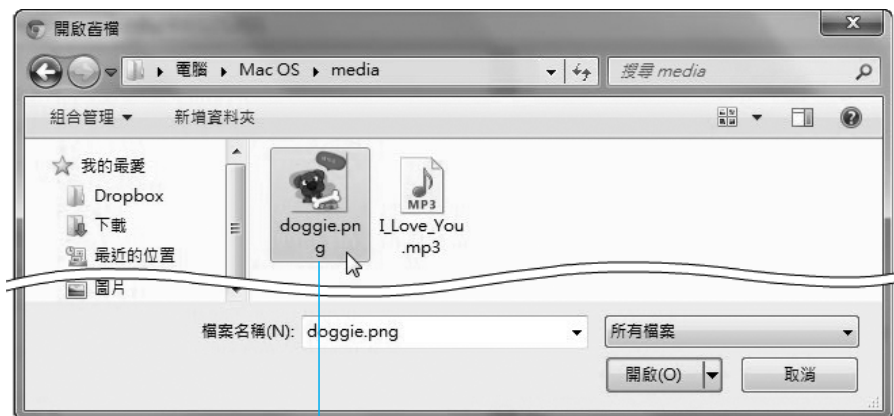 開啟舊檔
電腦 ▸ Mac OS ▸ media
搜尋 media
組合管理 新增資料夾
我的最愛
Dropbox
下載
最近的位置
圖片
doggie.pn
g
MP3
I_Love_You
.mp3
檔案名稱(N): doggie.png
所有檔案
開啟(O) 取消